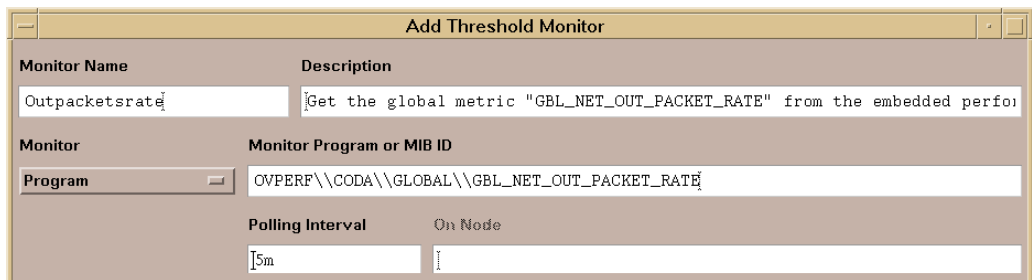 Add Threshold Monitor
Monitor Name Description
Outpacketsrate Get the global metric "GBL_NET_OUT_PACKET_RATE" from the embedded
Monitor Monitor Program or MIB ID
Program OVPERF\\CODA\\GLOBAL\\GBL_NET_OUT_PACKET_RATE
Polling Interval On Node
5m